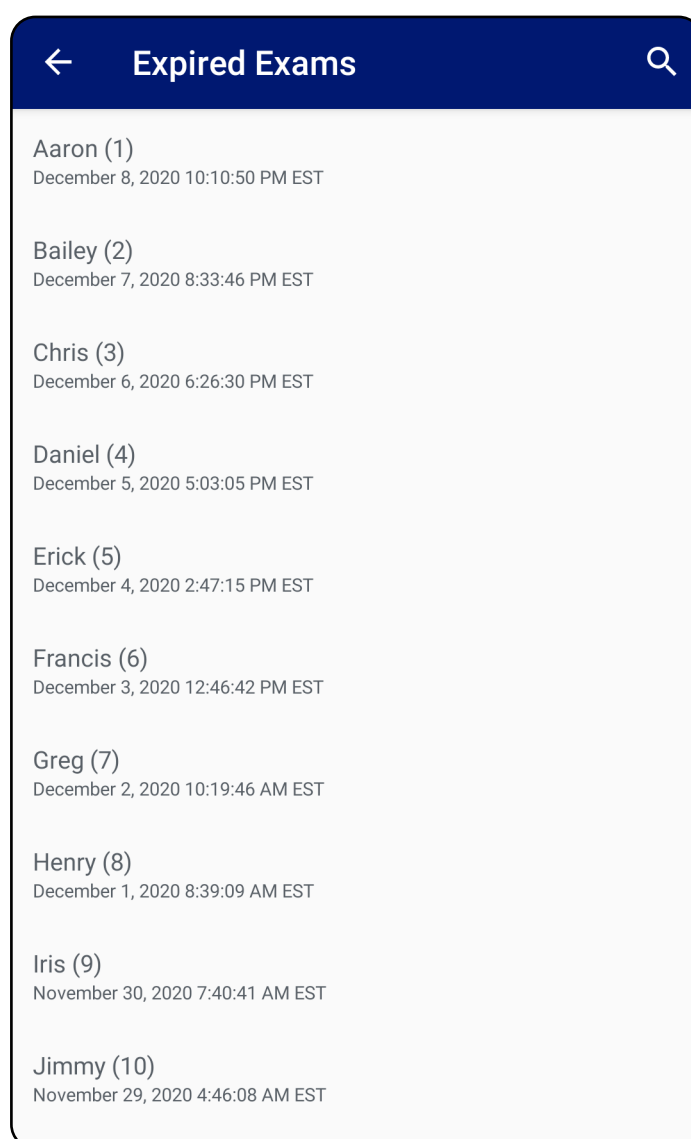 Expired Exams
Aaron (1)
December 8, 2020 10:10:50 PM EST
Bailey (2)
December 7, 2020 8:33:46 PM EST
Chris (3)
December 6, 2020 6:26:30 PM EST
Daniel (4)
December 5, 2020 5:03:05 PM EST
Erick (5)
December 4, 2020 2:47:15 PM EST
Francis (6)
December 3, 2020 12:46:42 PM EST
Greg (7)
December 2, 2020 10:19:46 AM EST
Henry (8)
December 1, 2020 8:39:09 AM EST
Iris (9)
November 30, 2020 7:40:41 AM EST
Jimmy (10)
November 29, 2020 4:46:08 AM EST